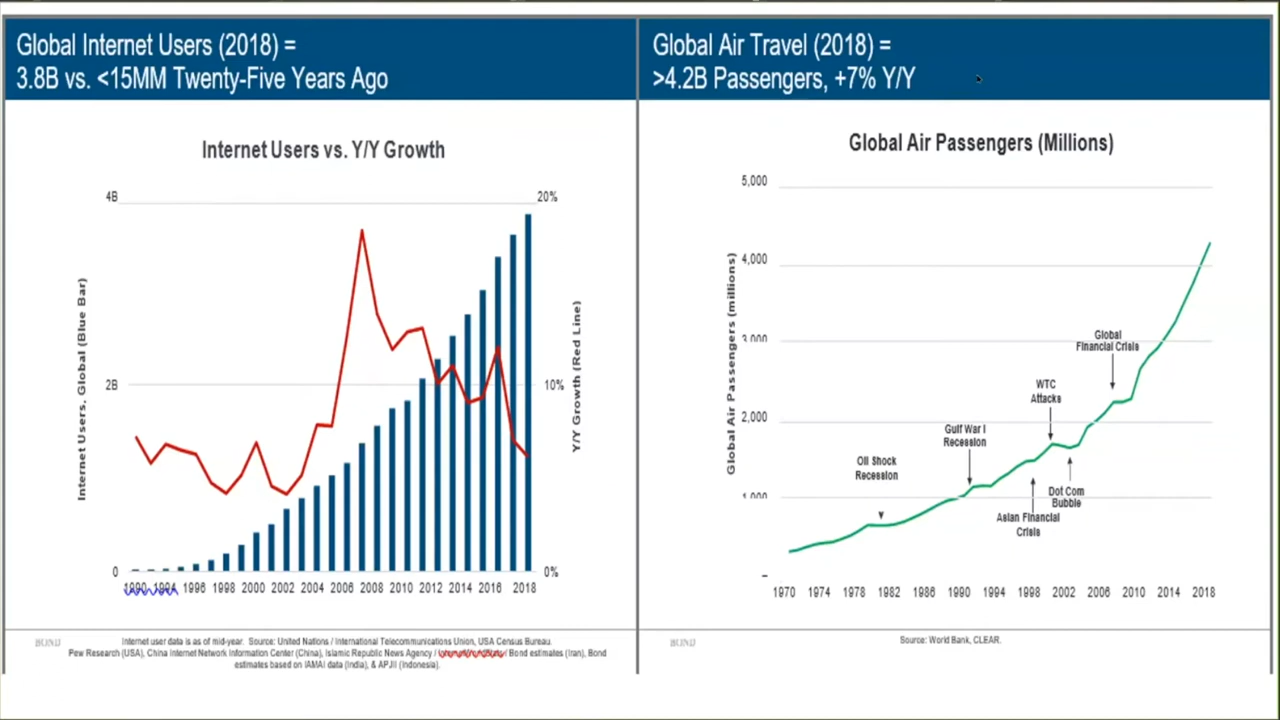 Global Internet Users (2018) =
3.8B vs. <15MM Twenty-Five Years Ago
Internet Users vs. Y/Y Growth
4B
20%
2B
10%
0
0%
Internet Users, Global (Blue Bar)
Y/Y Growth (Red Line)
1996 1998 2000 2002 2004 2006 2008 2010 2012 2014 2016 2018
BOND
Internet user data is as of mid-year. Source: United Nations / International Telecommunications Union, USA Census Bureau.
Pew Research (USA), China Internet Network Information Center (China), Islamic Republic News Agency / / Bond estimates (Iran), Bond
estimates based on IAMAI data (India), & APJII (Indonesia).
Global Air Travel (2018) =
>4.2B Passengers, +7% Y/Y
Global Air Passengers (Millions)
5,000
4,000
3,000
2,000
1,000
–
Global Air Passengers (millions)
Oil Shock
Recession
Gulf War I
Recession
WTC
Attacks
Global
Financial Crisis
Asian Financial
Crisis
Dot Com
Bubble
1970 1974 1978 1982 1986 1990 1994 1998 2002 2006 2010 2014 2018
BOND
Source: World Bank, CLEAR.